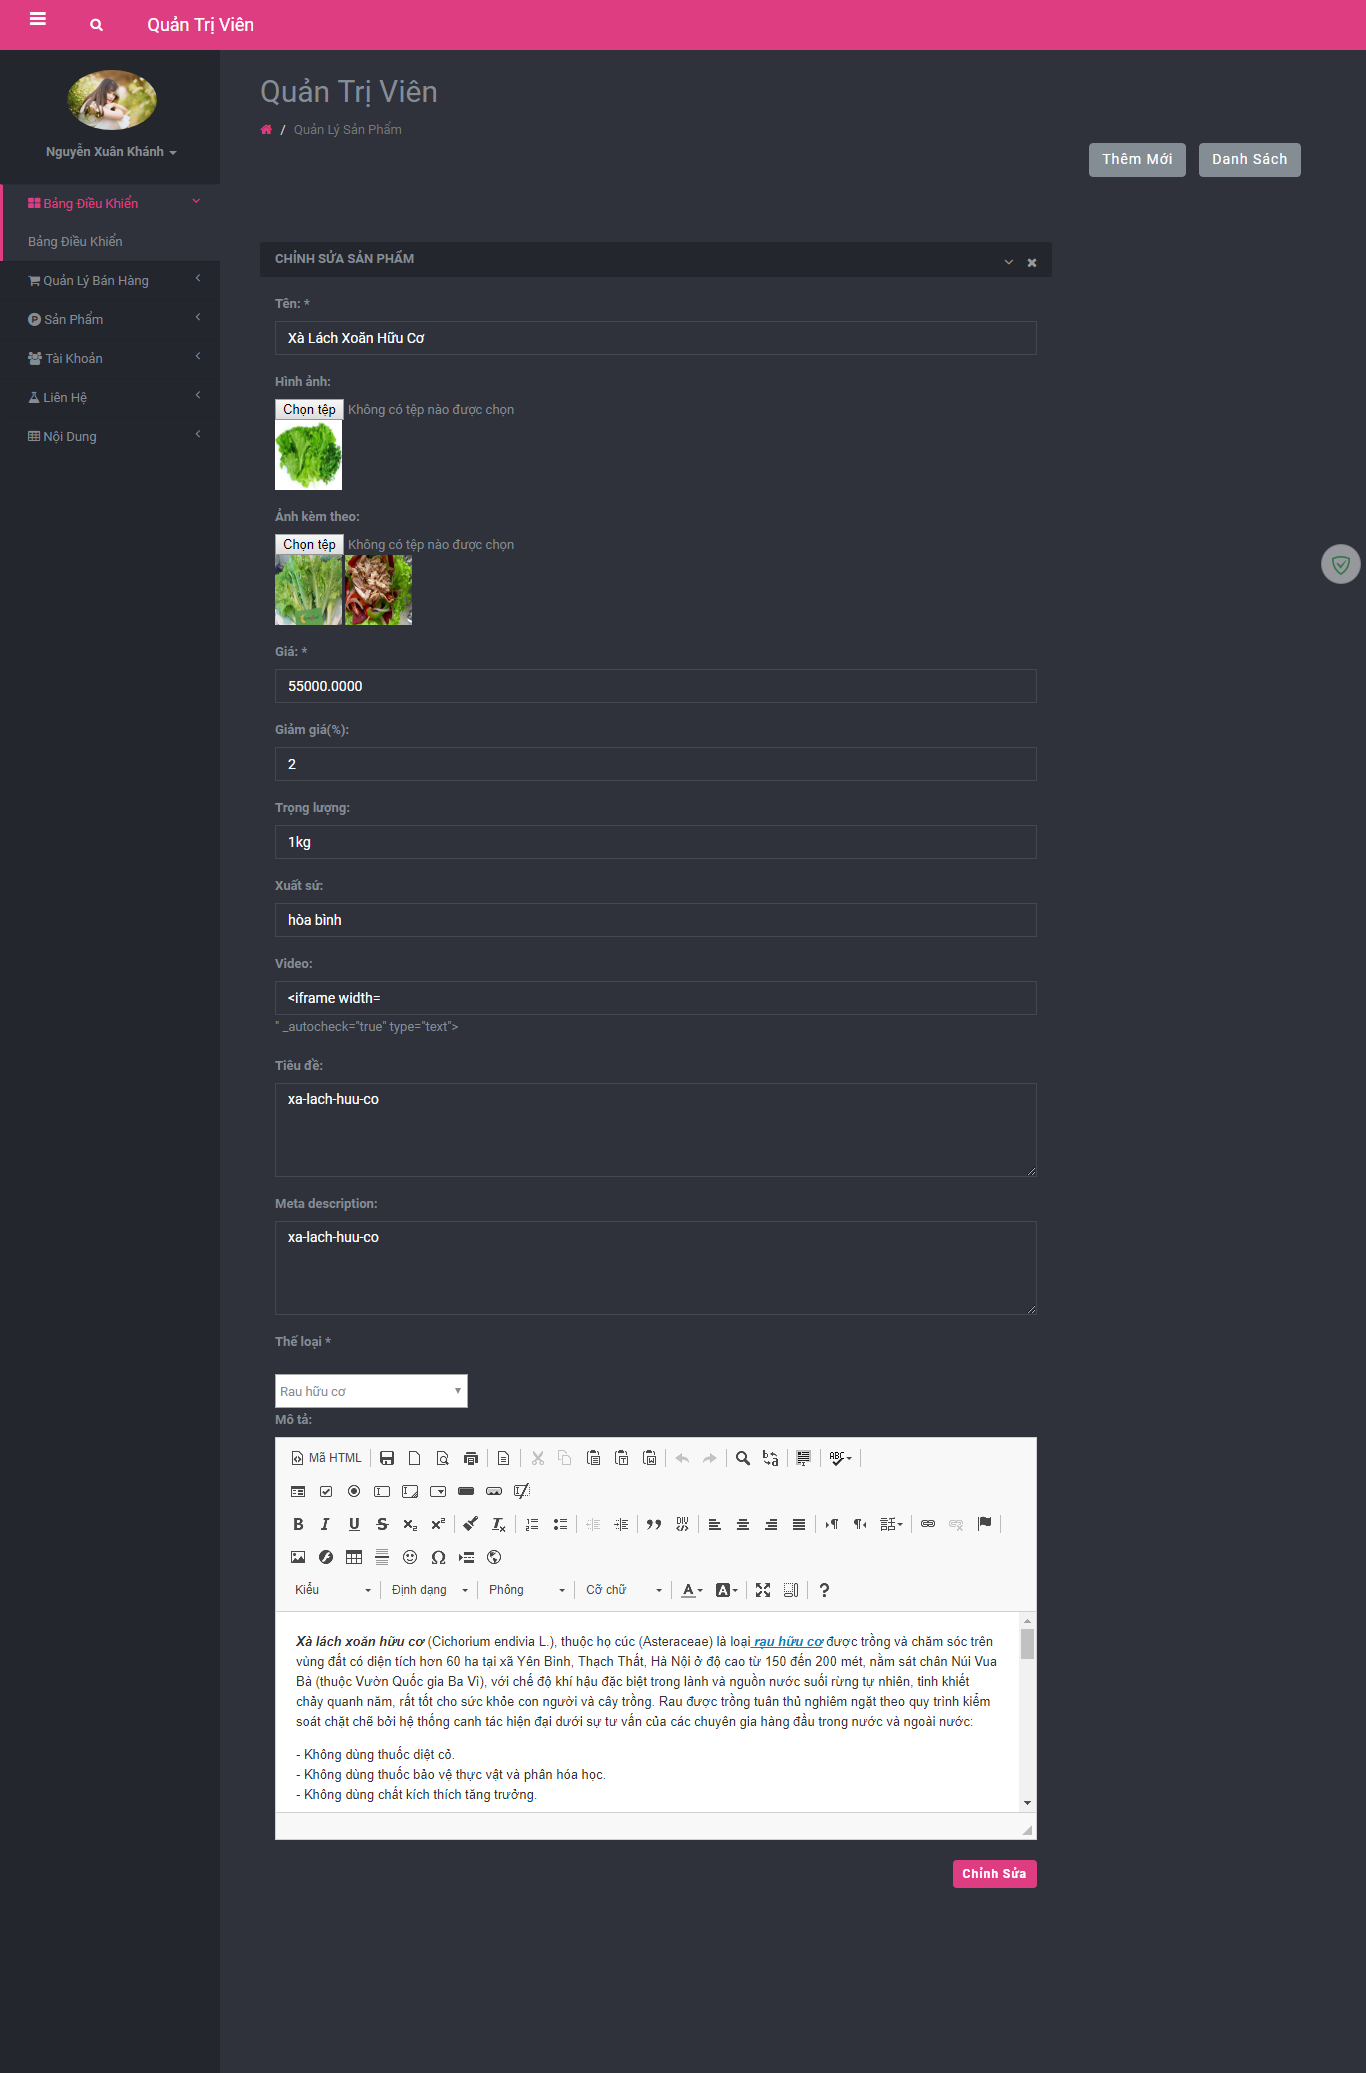 Quản Trị Viên
Nguyễn Xuân Khánh
Bảng Điều Khiển
Bảng Điều Khiển
Quản Lý Bán Hàng
Sản Phẩm
Tài Khoản
Liên Hệ
Nội Dung
Quản Trị Viên
/ Quản Lý Sản Phẩm
Thêm Mới Danh Sách
CHỈNH SỬA SẢN PHẨM
Tên: *
Xà Lách Xoăn Hữu Cơ
Hình ảnh:
Chọn tệp Không có tệp nào được chọn
Ảnh kèm theo:
Chọn tệp Không có tệp nào được chọn
Giá: *
55000.0000
Giảm giá(%):
2
Trọng lượng:
1kg
Xuất sứ:
hòa bình
Video:
<iframe width=
" _autocheck="true" type="text">
Tiêu đề:
xa-lach-huu-co
Meta description:
xa-lach-huu-co
Thể loại *
Rau hữu cơ
Mô tả:
Mã HTML
Kiểu Định dạng Phông Cỡ chữ
Xà lách xoăn hữu cơ (Cichorium endivia L.), thuộc họ cúc (Asteraceae) là loại rau hữu cơ được trồng và chăm sóc trên
vùng đất có diện tích hơn 60 ha tại xã Yên Bình, Thạch Thất, Hà Nội ở độ cao từ 150 đến 200 mét, nằm sát chân Núi Vua
Bà (thuộc Vườn Quốc gia Ba Vì), với chế độ khí hậu đặc biệt trong lành và nguồn nước suối rừng tự nhiên, tinh khiết
chảy quanh năm, rất tốt cho sức khỏe con người và cây trồng. Rau được trồng tuân thủ nghiêm ngặt theo quy trình kiểm
soát chặt chẽ bởi hệ thống canh tác hiện đại dưới sự tư vấn của các chuyên gia hàng đầu trong nước và ngoài nước:
- Không dùng thuốc diệt cỏ.
- Không dùng thuốc bảo vệ thực vật và phân hóa học.
- Không dùng chất kích thích tăng trưởng.
Chỉnh Sửa